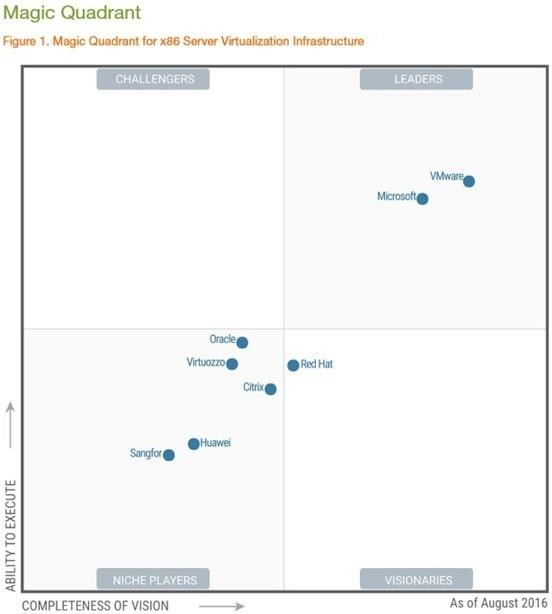 Magic Quadrant
Figure 1. Magic Quadrant for x86 Server Virtualization Infrastructure
CHALLENGERS
LEADERS
VMware
Microsoft
Oracle
Virtuozzo
Red Hat
Citrix
Huawei
Sangfor
ABILITY TO EXECUTE
NICHE PLAYERS
VISIONARIES
COMPLETENESS OF VISION
As of August 2016